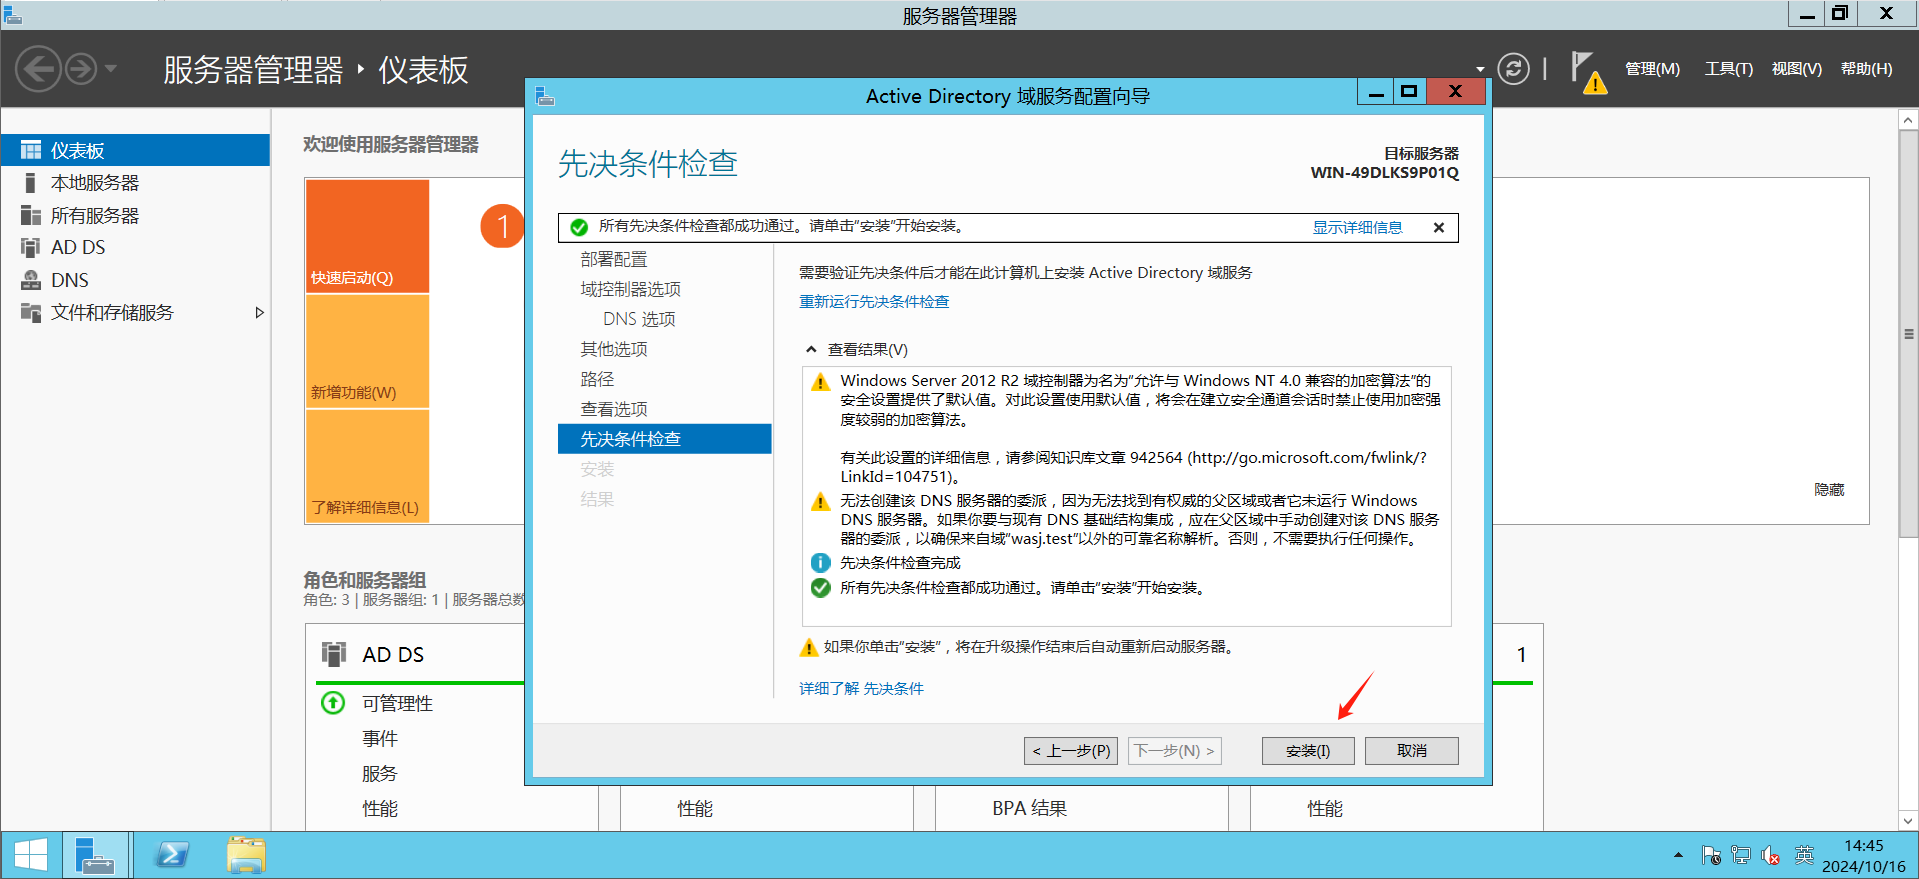 服务器管理器
服务器管理器 ‣ 仪表板
管理(M) 工具(T) 视图(V) 帮助(H)
仪表板
本地服务器
所有服务器
AD DS
DNS
文件和存储服务
欢迎使用服务器管理器
快速启动(Q)
新增功能(W)
了解详细信息(L)
1
隐藏
角色和服务器组
角色: 3 | 服务器组: 1 | 服务器总数
AD DS
1
可管理性
事件
服务
性能
性能
BPA 结果
性能
Active Directory 域服务配置向导
先决条件检查
目标服务器
WIN-49DLKS9P01Q
所有先决条件检查都成功通过。请单击"安装"开始安装。
显示详细信息
部署配置
域控制器选项
DNS 选项
其他选项
路径
查看选项
先决条件检查
安装
结果
需要验证先决条件后才能在此计算机上安装 Active Directory 域服务
重新运行先决条件检查
查看结果(V)
Windows Server 2012 R2 域控制器为名为"允许与 Windows NT 4.0 兼容的加密算法"的
安全设置提供了默认值。对此设置使用默认值，将会在建立安全通道会话时禁止使用加密强
度较弱的加密算法。
有关此设置的详细信息，请参阅知识库文章 942564 (http://go.microsoft.com/fwlink/?
LinkId=104751)。
无法创建该 DNS 服务器的委派，因为无法找到有权威的父区域或者它未运行 Windows
DNS 服务器。如果你要与现有 DNS 基础结构集成，应在父区域中手动创建对该 DNS 服务
器的委派，以确保来自域"wasj.test"以外的可靠名称解析。否则，不需要执行任何操作。
先决条件检查完成
所有先决条件检查都成功通过。请单击"安装"开始安装。
如果你单击"安装"，将在升级操作结束后自动重新启动服务器。
详细了解 先决条件
< 上一步(P)
下一步(N) >
安装(I)
取消
英
14:45
2024/10/16